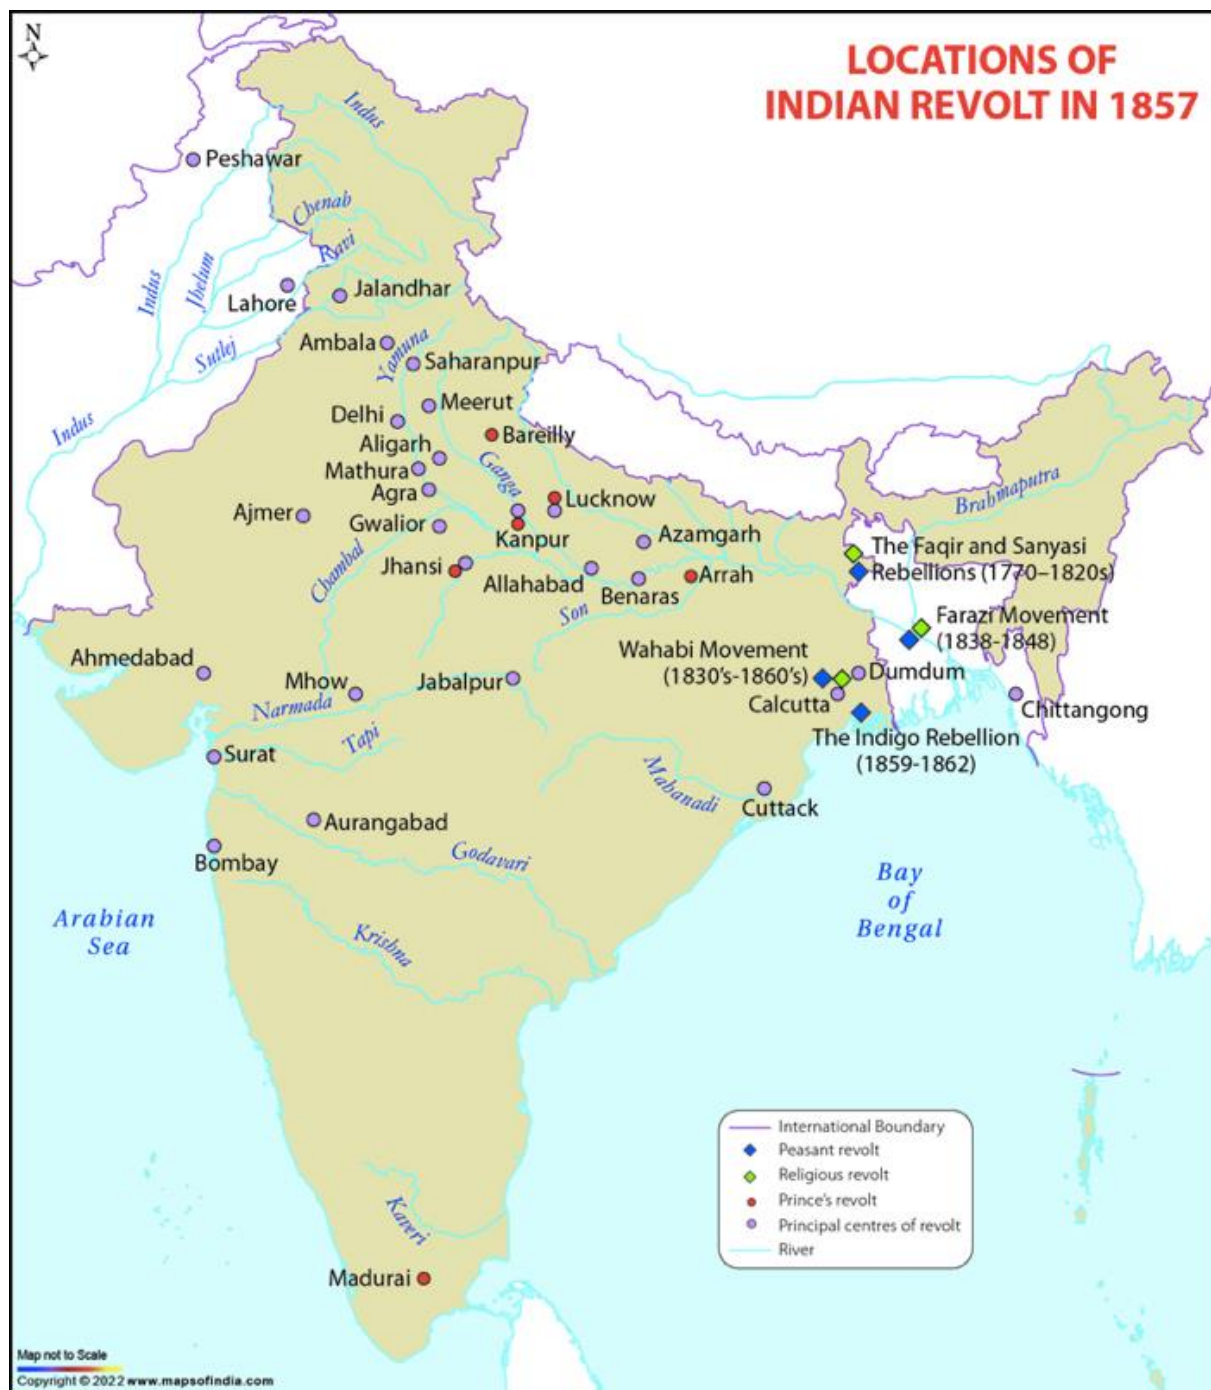 N
LOCATIONS OF
INDIAN REVOLT IN 1857
Indus
Peshawar
Chenab
Ravi
Indus
Jhelum
Lahore
Jalandhar
Sutlej
Ambala
Yamuna
Saharanpur
Indus
Delhi
Meerut
Bareilly
Aligarh
Mathura
Ganga
Agra
Lucknow
Ajmer
Gwalior
Kanpur
Azamgarh
Brahmaputra
The Faqir and Sanyasi
Rebellions (1770–1820s)
Chambal
Jhansi
Allahabad
Benaras
Arrah
Son
Farazi Movement
(1838-1848)
Ahmedabad
Wahabi Movement
(1830's-1860's)
Dumdum
Mhow
Jabalpur
Calcutta
Chittangong
Narmada
Tapi
Surat
The Indigo Rebellion
(1859-1862)
Mahanadi
Cuttack
Aurangabad
Bombay
Godavari
Bay
of
Bengal
Arabian
Sea
Krishna
Kaveri
Madurai
International Boundary
Peasant revolt
Religious revolt
Prince's revolt
Principal centres of revolt
River
Map not to Scale
Copyright © 2022 www.mapsofindia.com